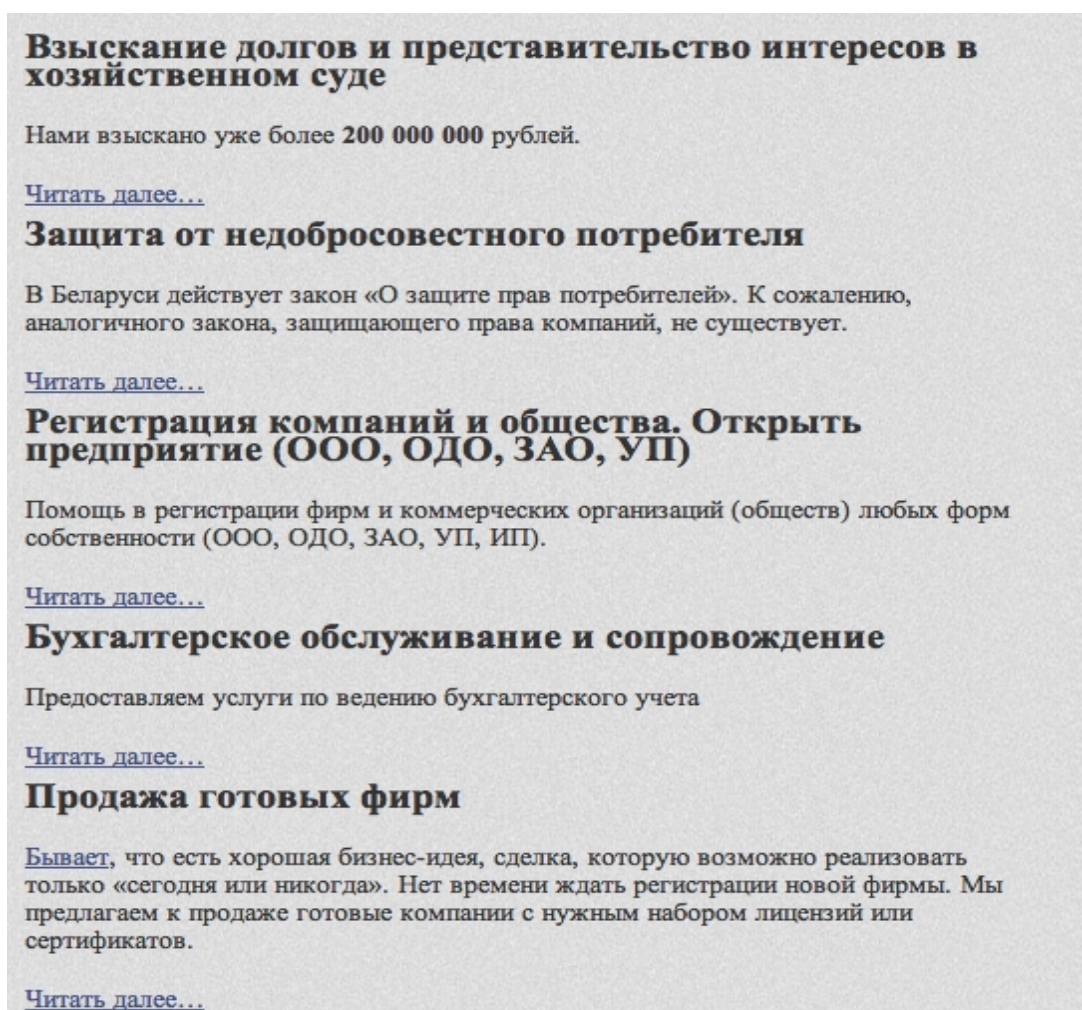 Взыскание долгов и представительство интересов в
хозяйственном суде
Нами взыскано уже более 200 000 000 рублей.
Читать далее…
Защита от недобросовестного потребителя
В Беларуси действует закон «О защите прав потребителей». К сожалению,
аналогичного закона, защищающего права компаний, не существует.
Читать далее…
Регистрация компаний и общества. Открыть
предприятие (ООО, ОДО, ЗАО, УП)
Помощь в регистрации фирм и коммерческих организаций (обществ) любых форм
собственности (ООО, ОДО, ЗАО, УП, ИП).
Читать далее…
Бухгалтерское обслуживание и сопровождение
Предоставляем услуги по ведению бухгалтерского учета
Читать далее…
Продажа готовых фирм
Бывает, что есть хорошая бизнес-идея, сделка, которую возможно реализовать
только «сегодня или никогда». Нет времени ждать регистрации новой фирмы. Мы
предлагаем к продаже готовые компании с нужным набором лицензий или
сертификатов.
Читать далее…